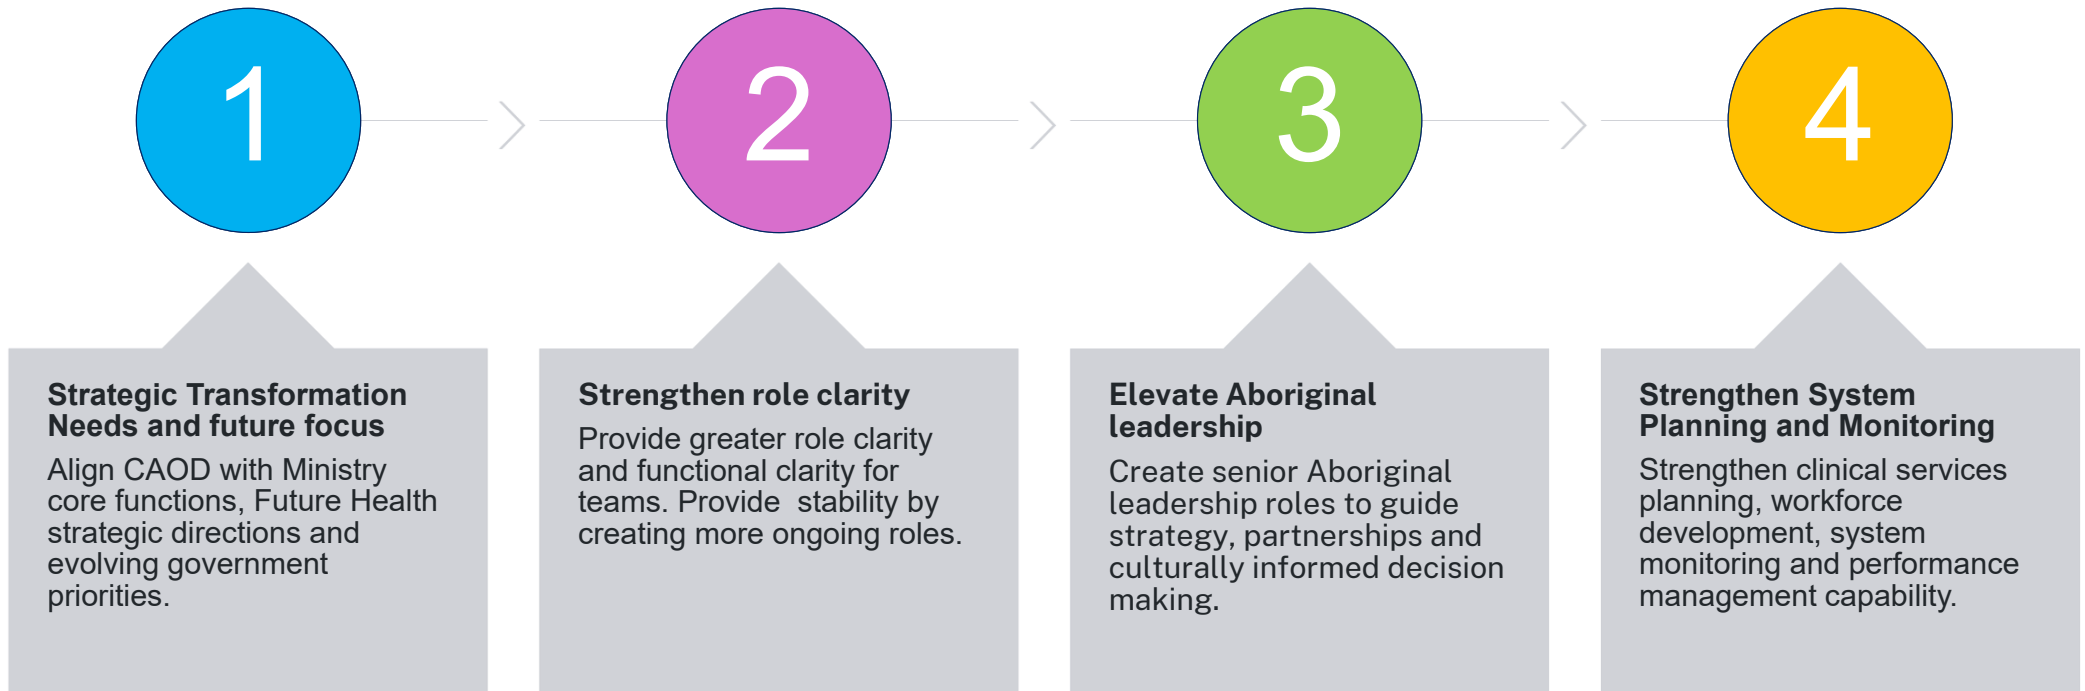 1
2
3
4
Strategic Transformation
Needs and future focus
Align CAOD with Ministry
core functions, Future Health
strategic directions and
evolving government
priorities.
Strengthen role clarity
Provide greater role clarity
and functional clarity for
teams. Provide  stability by
creating more ongoing roles.
Elevate Aboriginal
leadership
Create senior Aboriginal
leadership roles to guide
strategy, partnerships and
culturally informed decision
making.
Strengthen System
Planning and Monitoring
Strengthen clinical services
planning, workforce
development, system
monitoring and performance
management capability.